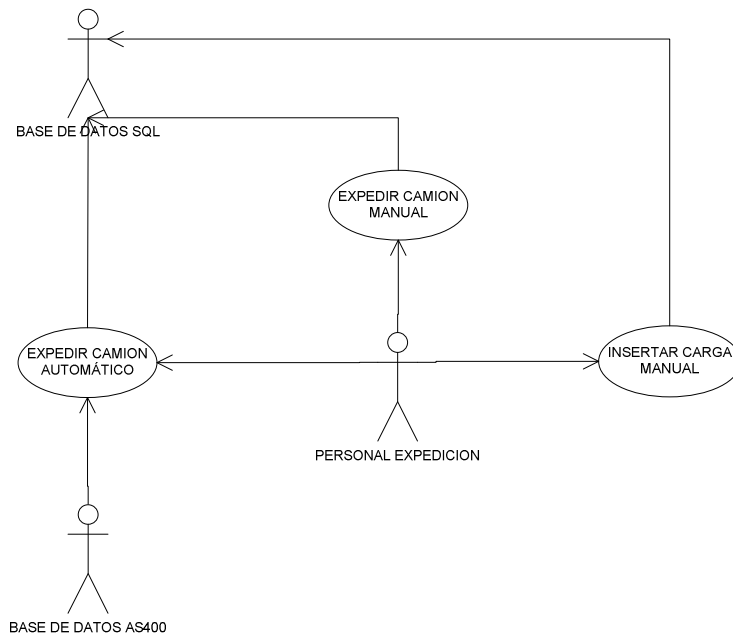 BASE DE DATOS SQL
EXPEDIR CAMION
MANUAL
EXPEDIR CAMION
AUTOMÁTICO
INSERTAR CARGA
MANUAL
PERSONAL EXPEDICION
BASE DE DATOS AS400